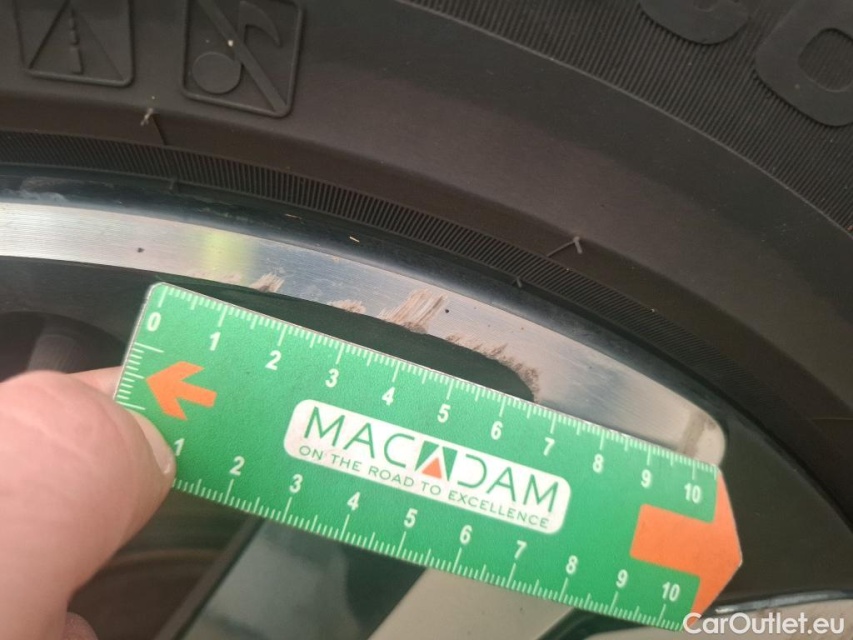 0 1 2 3 4 5 6 7 8 9 10
MACADAM
ON THE ROAD TO EXCELLENCE
1 2 3 4 5 6 7 8 9 10
CarOutlet.eu